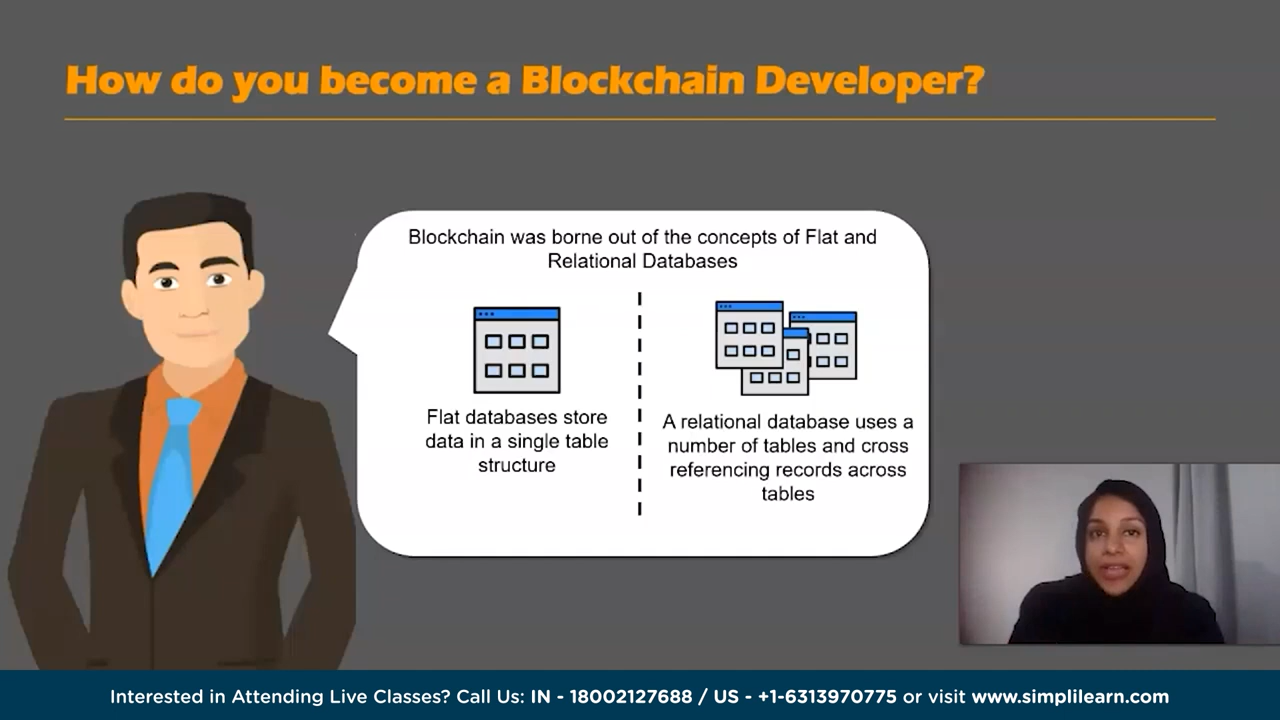 How do you become a Blockchain Developer?
Blockchain was borne out of the concepts of Flat and
Relational Databases
Flat databases store
data in a single table
structure
A relational database uses a
number of tables and cross
referencing records across
tables
Interested in Attending Live Classes? Call Us: IN - 18002127688 / US - +1-6313970775 or visit www.simplilearn.com